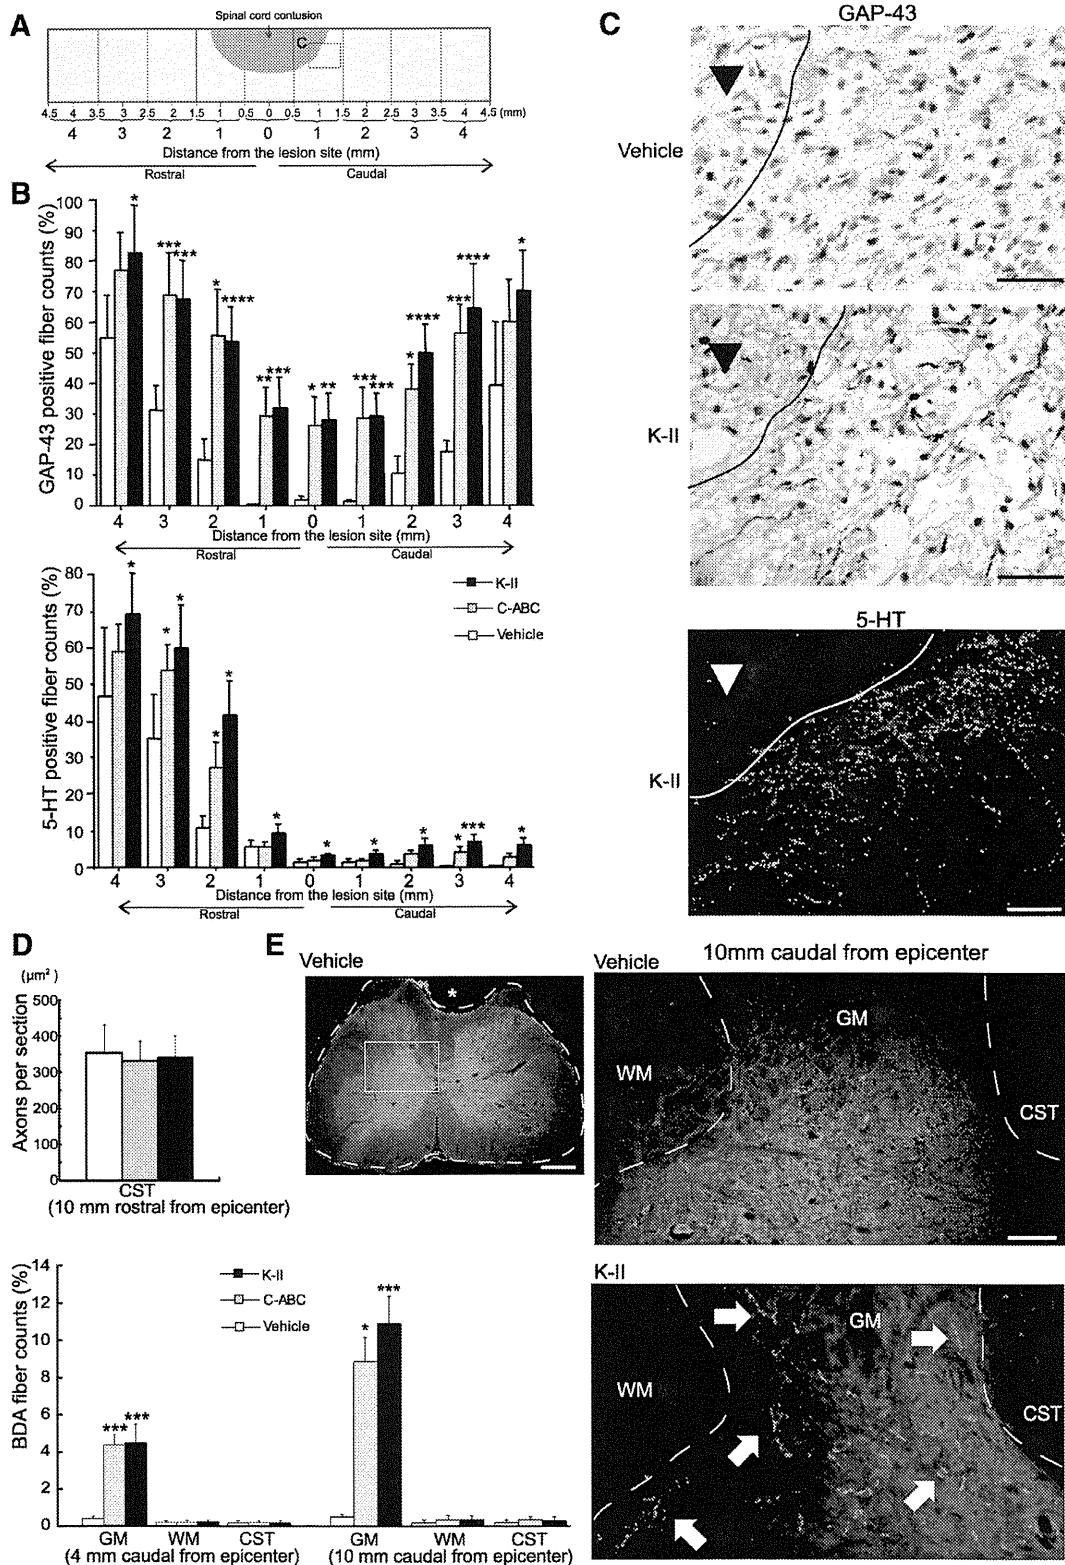 A
Spinal cord contusion
C
4.5 4 3.5 3 2.5 2 1.5 1 0.5 0 0.5 1 1.5 2 2.5 3 3.5 4 4.5 (mm)
4 3 2 1 0 1 2 3 4
Distance from the lesion site (mm)
Rostral Caudal
B
GAP-43 positive fiber counts (%)
100
90
80
70
60
50
40
30
20
10
0
* *** *** * **** ** *** * ** *** *** * **** *** **** *
4 3 2 1 0 1 2 3 4
Distance from the lesion site (mm)
Rostral Caudal
5-HT positive fiber counts (%)
80
70
60
50
40
30
20
10
0
* * * * * * * * * * *** *
K-II
C-ABC
Vehicle
4 3 2 1 0 1 2 3 4
Distance from the lesion site (mm)
Rostral Caudal
C
GAP-43
Vehicle
K-II
5-HT
K-II
D
(µm²)
Axons per section
500
400
300
200
100
0
CST
(10 mm rostral from epicenter)
BDA fiber counts (%)
14
12
10
8
6
4
2
0
*** *** * ***
K-II
C-ABC
Vehicle
GM WM CST GM WM CST
(4 mm caudal from epicenter) (10 mm caudal from epicenter)
E
Vehicle
*
10mm caudal from epicenter
Vehicle
GM
WM
CST
K-II
GM
WM
CST